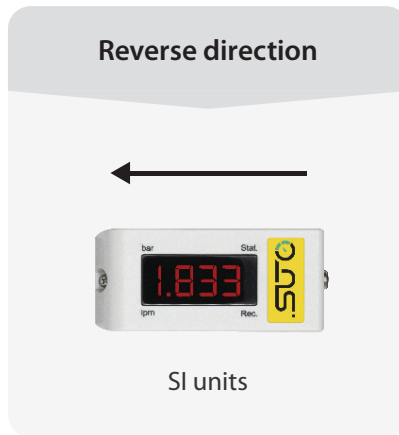 Reverse direction
bar Stat.
1.833
lpm Rec.
SUTO
SI units